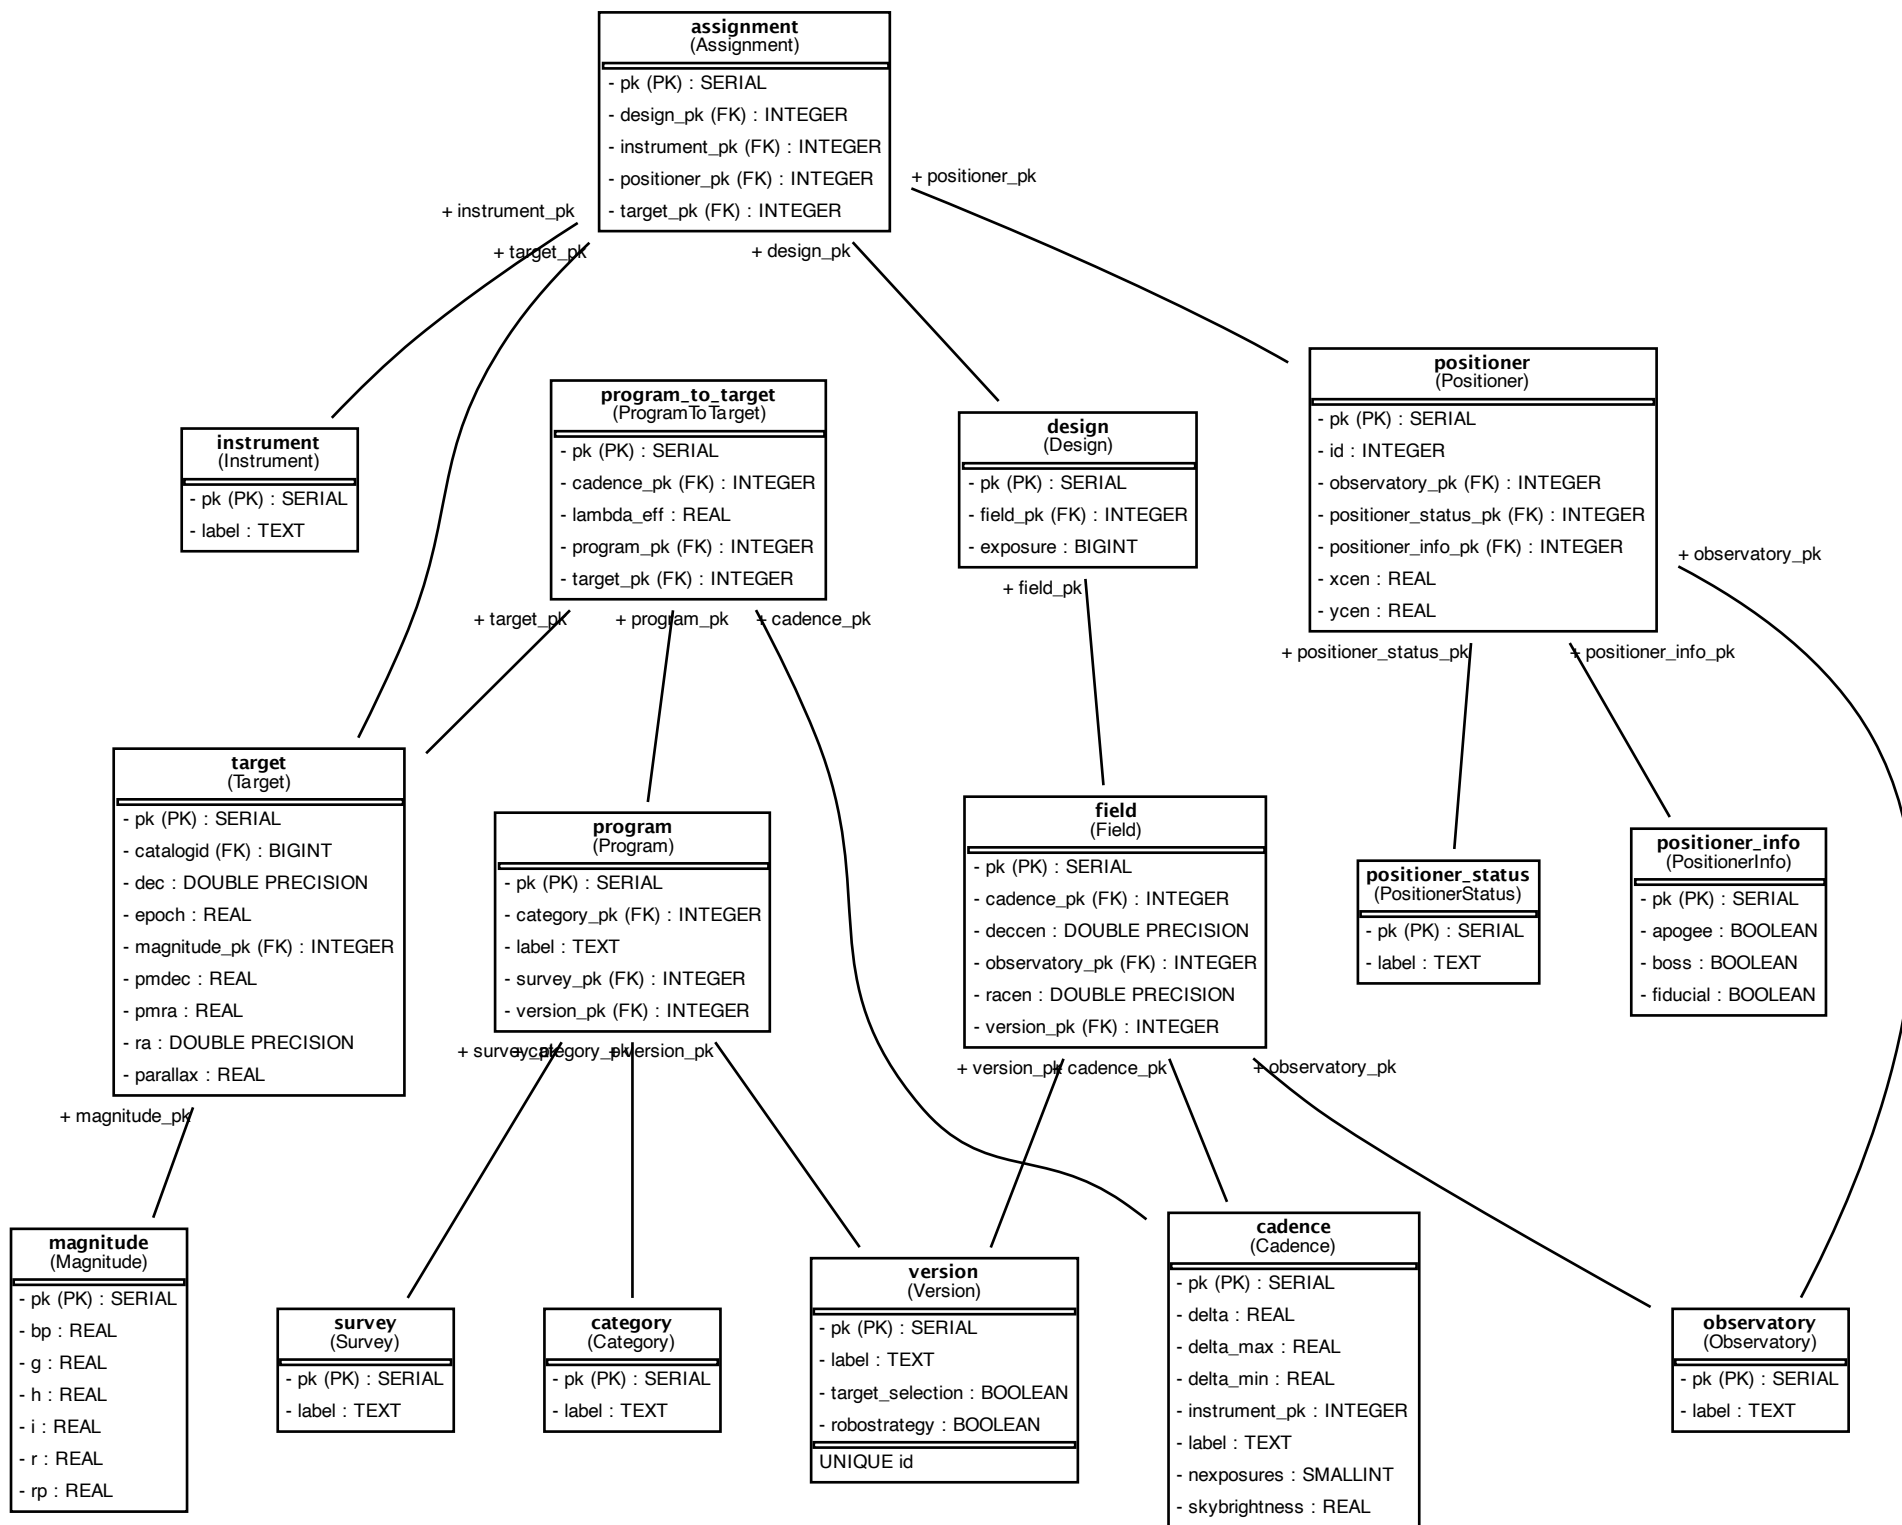 assignment
(Assignment)
- pk (PK) : SERIAL
- design_pk (FK) : INTEGER
- instrument_pk (FK) : INTEGER
- positioner_pk (FK) : INTEGER
- target_pk (FK) : INTEGER
+ positioner_pk
+ instrument_pk
+ target_pk
+ design_pk
instrument
(Instrument)
- pk (PK) : SERIAL
- label : TEXT
program_to_target
(ProgramToTarget)
- pk (PK) : SERIAL
- cadence_pk (FK) : INTEGER
- lambda_eff : REAL
- program_pk (FK) : INTEGER
- target_pk (FK) : INTEGER
+ target_pk
+ program_pk
+ cadence_pk
design
(Design)
- pk (PK) : SERIAL
- field_pk (FK) : INTEGER
- exposure : BIGINT
+ field_pk
positioner
(Positioner)
- pk (PK) : SERIAL
- id : INTEGER
- observatory_pk (FK) : INTEGER
- positioner_status_pk (FK) : INTEGER
- positioner_info_pk (FK) : INTEGER
- xcen : REAL
- ycen : REAL
+ observatory_pk
+ positioner_status_pk
+ positioner_info_pk
target
(Target)
- pk (PK) : SERIAL
- catalogid (FK) : BIGINT
- dec : DOUBLE PRECISION
- epoch : REAL
- magnitude_pk (FK) : INTEGER
- pmdec : REAL
- pmra : REAL
- ra : DOUBLE PRECISION
- parallax : REAL
+ magnitude_pk
program
(Program)
- pk (PK) : SERIAL
- category_pk (FK) : INTEGER
- label : TEXT
- survey_pk (FK) : INTEGER
- version_pk (FK) : INTEGER
+ survey_pk
+ category_pk
+ version_pk
field
(Field)
- pk (PK) : SERIAL
- cadence_pk (FK) : INTEGER
- deccen : DOUBLE PRECISION
- observatory_pk (FK) : INTEGER
- racen : DOUBLE PRECISION
- version_pk (FK) : INTEGER
+ version_pk
+ cadence_pk
+ observatory_pk
positioner_status
(PositionerStatus)
- pk (PK) : SERIAL
- label : TEXT
positioner_info
(PositionerInfo)
- pk (PK) : SERIAL
- apogee : BOOLEAN
- boss : BOOLEAN
- fiducial : BOOLEAN
magnitude
(Magnitude)
- pk (PK) : SERIAL
- bp : REAL
- g : REAL
- h : REAL
- i : REAL
- r : REAL
- rp : REAL
survey
(Survey)
- pk (PK) : SERIAL
- label : TEXT
category
(Category)
- pk (PK) : SERIAL
- label : TEXT
version
(Version)
- pk (PK) : SERIAL
- label : TEXT
- target_selection : BOOLEAN
- robostrategy : BOOLEAN
UNIQUE id
cadence
(Cadence)
- pk (PK) : SERIAL
- delta : REAL
- delta_max : REAL
- delta_min : REAL
- instrument_pk : INTEGER
- label : TEXT
- nexposures : SMALLINT
- skybrightness : REAL
observatory
(Observatory)
- pk (PK) : SERIAL
- label : TEXT